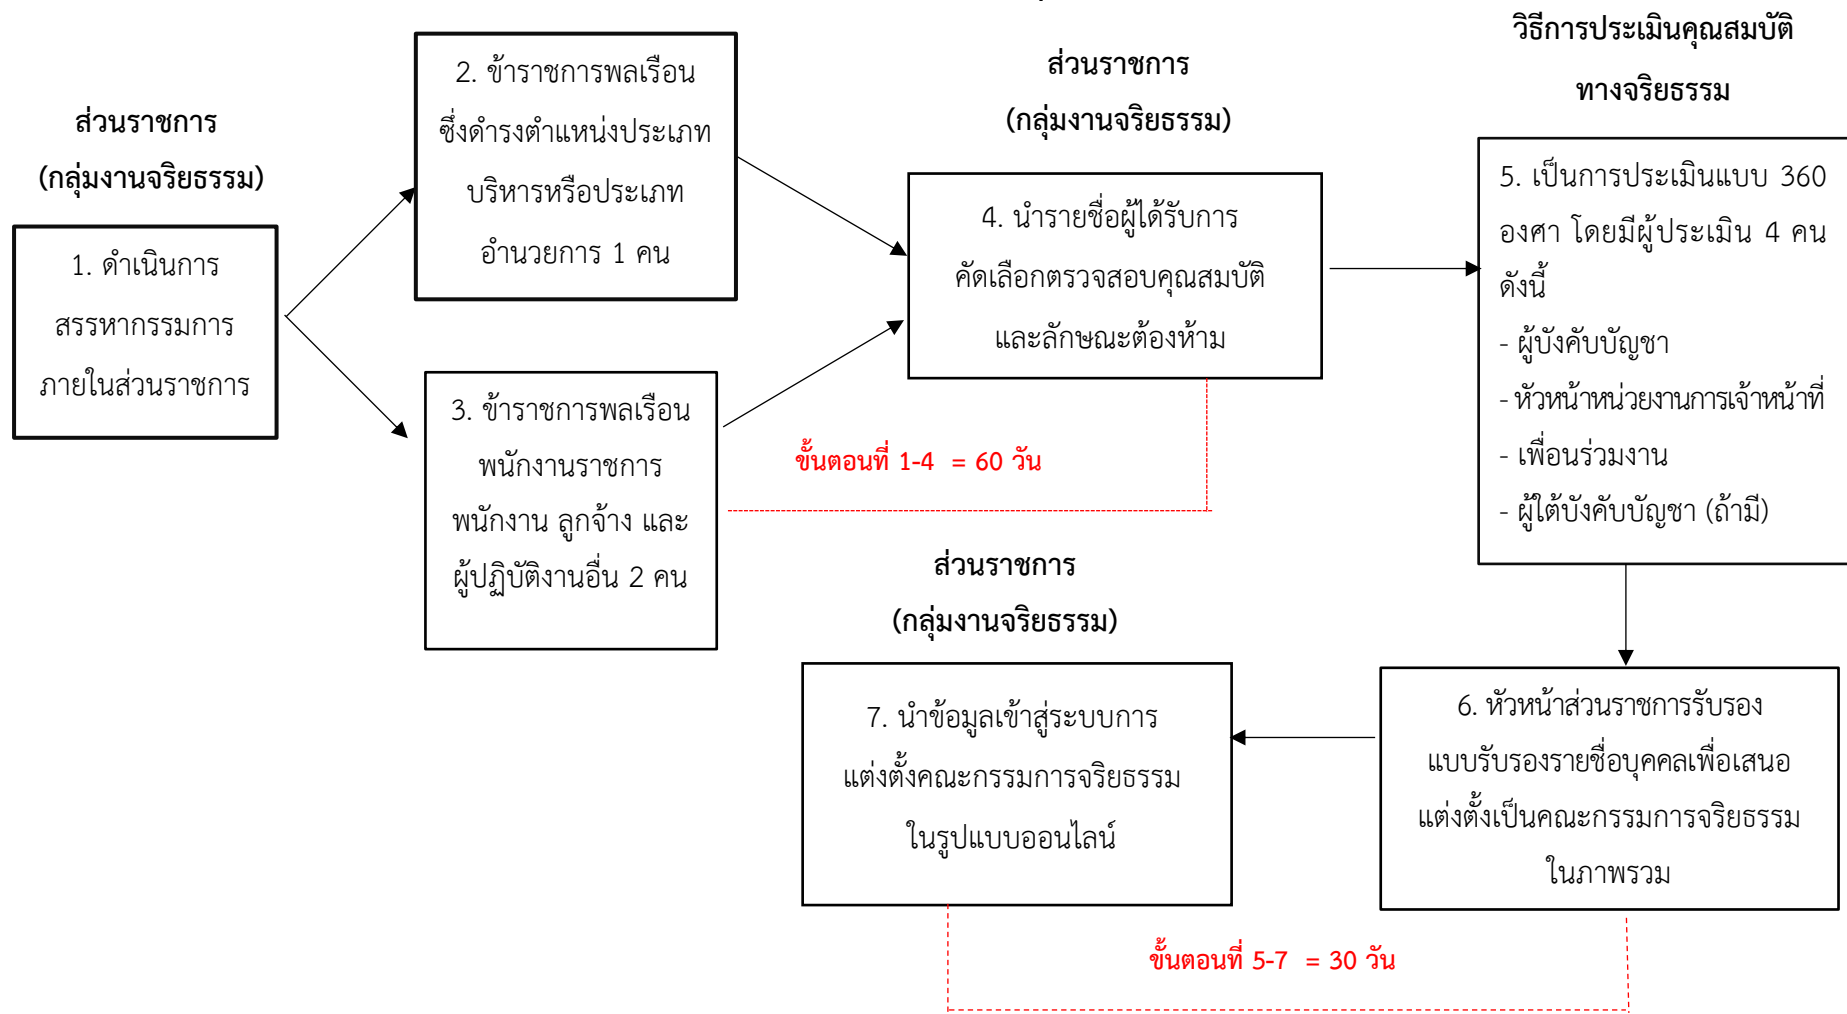 ส่วนราชการ
(กลุ่มงานจริยธรรม)
1. ดำเนินการ
สรรหากรรมการ
ภายในส่วนราชการ
2. ข้าราชการพลเรือน
ซึ่งดำรงตำแหน่งประเภท
บริหารหรือประเภท
อำนวยการ 1 คน
3. ข้าราชการพลเรือน
พนักงานราชการ
พนักงาน ลูกจ้าง และ
ผู้ปฏิบัติงานอื่น 2 คน
ส่วนราชการ
(กลุ่มงานจริยธรรม)
4. นำรายชื่อผู้ได้รับการ
คัดเลือกตรวจสอบคุณสมบัติ
และลักษณะต้องห้าม
ขั้นตอนที่ 1-4 = 60 วัน
วิธีการประเมินคุณสมบัติ
ทางจริยธรรม
5. เป็นการประเมินแบบ 360
องศา โดยมีผู้ประเมิน 4 คน
ดังนี้
- ผู้บังคับบัญชา
- หัวหน้าหน่วยงานการเจ้าหน้าที่
- เพื่อนร่วมงาน
- ผู้ใต้บังคับบัญชา (ถ้ามี)
6. หัวหน้าส่วนราชการรับรอง
แบบรับรองรายชื่อบุคคลเพื่อเสนอ
แต่งตั้งเป็นคณะกรรมการจริยธรรม
ในภาพรวม
ส่วนราชการ
(กลุ่มงานจริยธรรม)
7. นำข้อมูลเข้าสู่ระบบการ
แต่งตั้งคณะกรรมการจริยธรรม
ในรูปแบบออนไลน์
ขั้นตอนที่ 5-7 = 30 วัน